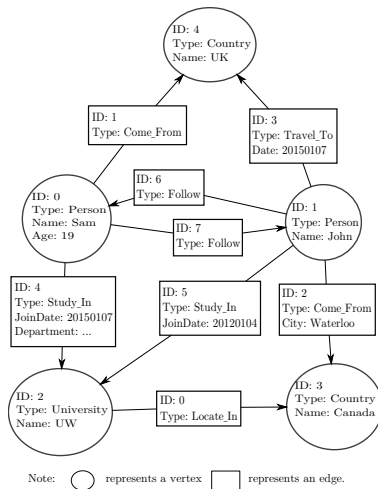 ID: 4
Type: Country
Name: UK
ID: 1
Type: Come_From
ID: 3
Type: Travel_To
Date: 20150107
ID: 6
Type: Follow
ID: 0
Type: Person
Name: Sam
Age: 19
ID: 1
Type: Person
Name: John
ID: 7
Type: Follow
ID: 4
Type: Study_In
JoinDate: 20150107
Department: ...
ID: 5
Type: Study_In
JoinDate: 20120104
ID: 2
Type: Come_From
City: Waterloo
ID: 2
Type: University
Name: UW
ID: 0
Type: Locate_In
ID: 3
Type: Country
Name: Canada
Note: represents a vertex represents an edge.